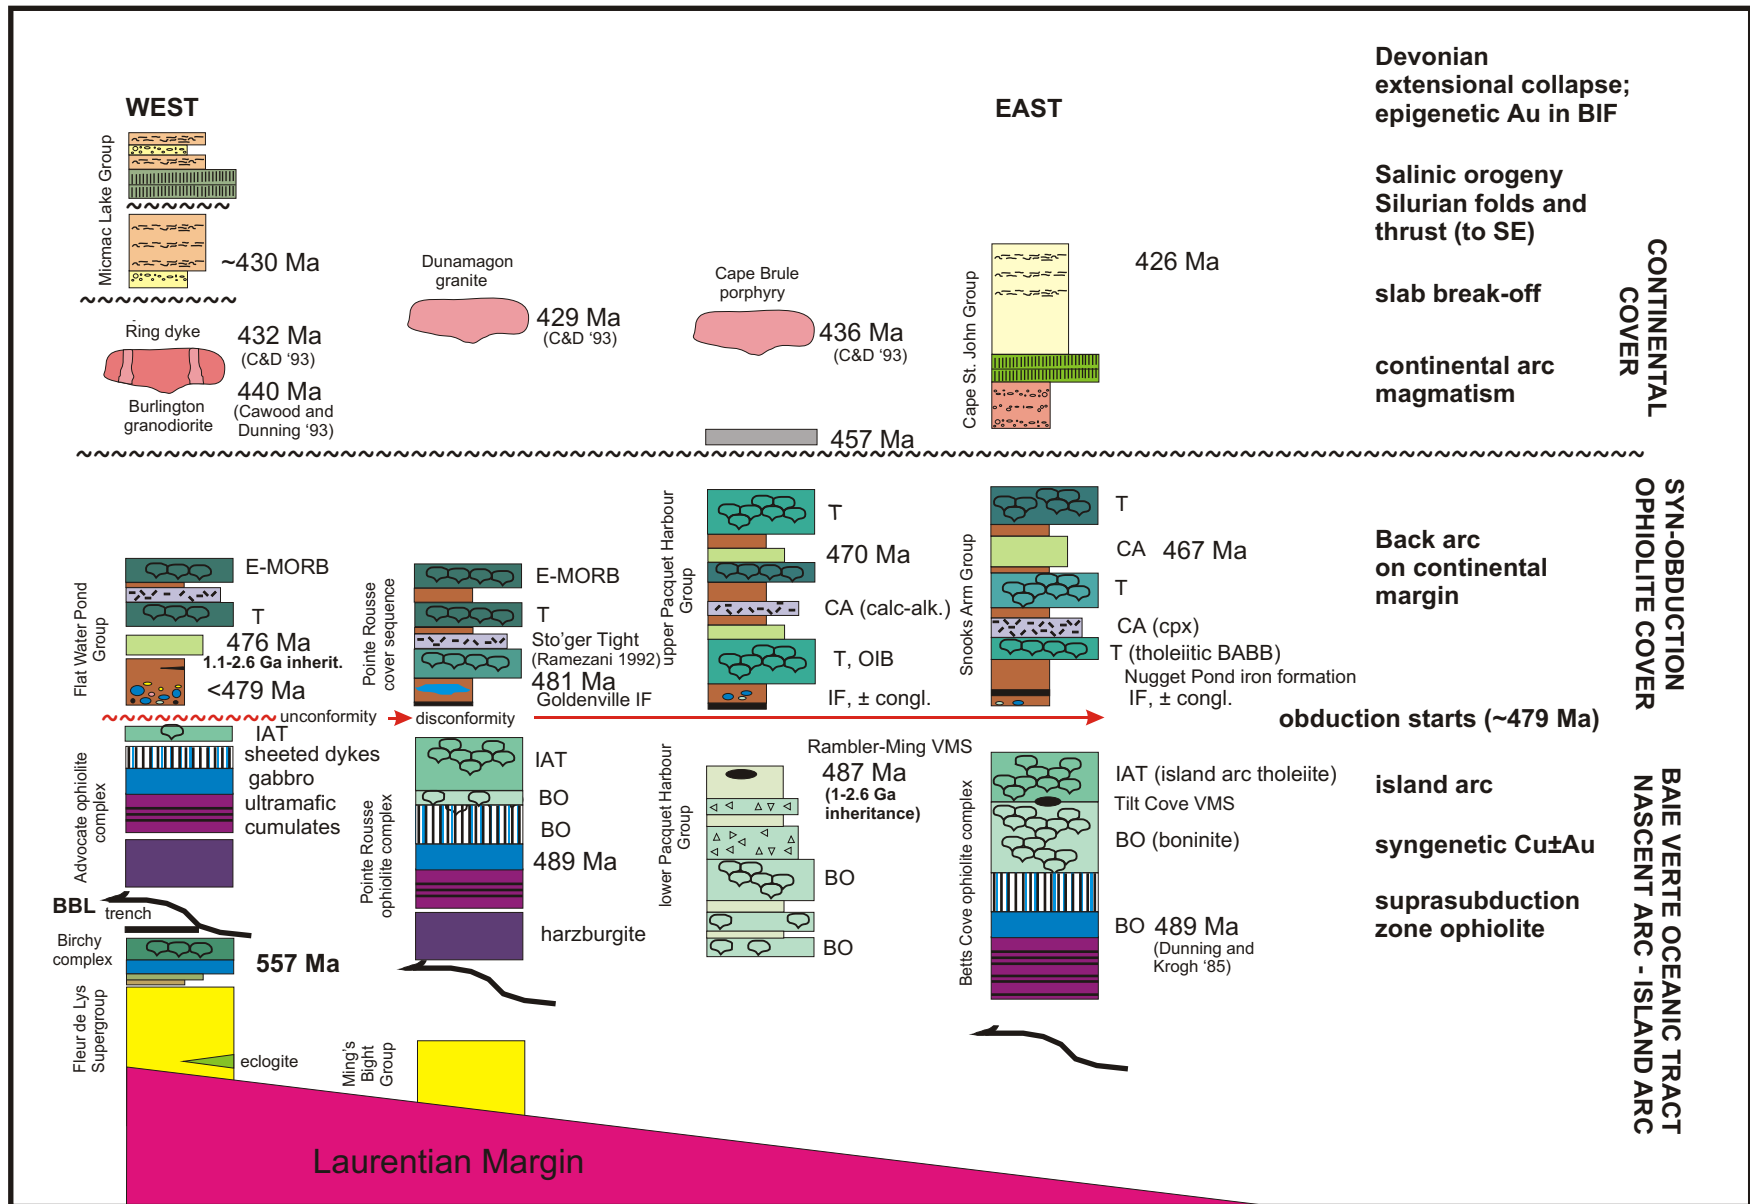 Devonian
extensional collapse;
epigenetic Au in BIF
WEST
EAST
Salinic orogeny
Silurian folds and
thrust (to SE)
slab break-off
continental arc
magmatism
CONTINENTAL
COVER
Micmac Lake Group
~430 Ma
Ring dyke
432 Ma
(C&D ‘93)
440 Ma
(Cawood and
Dunning ‘93)
Burlington
granodiorite
Dunamagon
granite
429 Ma
(C&D ‘93)
Cape Brule
porphyry
436 Ma
(C&D ‘93)
457 Ma
Cape St. John Group
426 Ma
SYN-OBDUCTION
OPHIOLITE COVER
Flat Water Pond
Group
E-MORB
T
476 Ma
1.1-2.6 Ga inherit.
<479 Ma
Pointe Rousse
cover sequence
E-MORB
T
Sto’ger Tight
(Ramezani 1992)
481 Ma
Goldenville IF
upper Pacquet Harbour
Group
T
470 Ma
CA (calc-alk.)
T, OIB
IF, ± congl.
Snooks Arm Group
T
CA 467 Ma
T
CA (cpx)
T (tholeiitic BABB)
Nugget Pond iron formation
IF, ± congl.
Back arc
on continental
margin
unconformity
disconformity
obduction starts (~479 Ma)
BAIE VERTE OCEANIC TRACT
NASCENT ARC - ISLAND ARC
Advocate ophiolite
complex
IAT
sheeted dykes
gabbro
ultramafic
cumulates
BBL
trench
Birchy
complex
557 Ma
Fleur de Lys
Supergroup
eclogite
Pointe Rousse
ophiolite complex
IAT
BO
BO
489 Ma
harzburgite
Ming’s
Bight
Group
lower Pacquet Harbour
Group
Rambler-Ming VMS
487 Ma
(1-2.6 Ga
inheritance)
BO
BO
Betts Cove ophiolite complex
IAT (island arc tholeiite)
Tilt Cove VMS
BO (boninite)
BO 489 Ma
(Dunning and
Krogh ‘85)
island arc
syngenetic Cu±Au
suprasubduction
zone ophiolite
Laurentian Margin